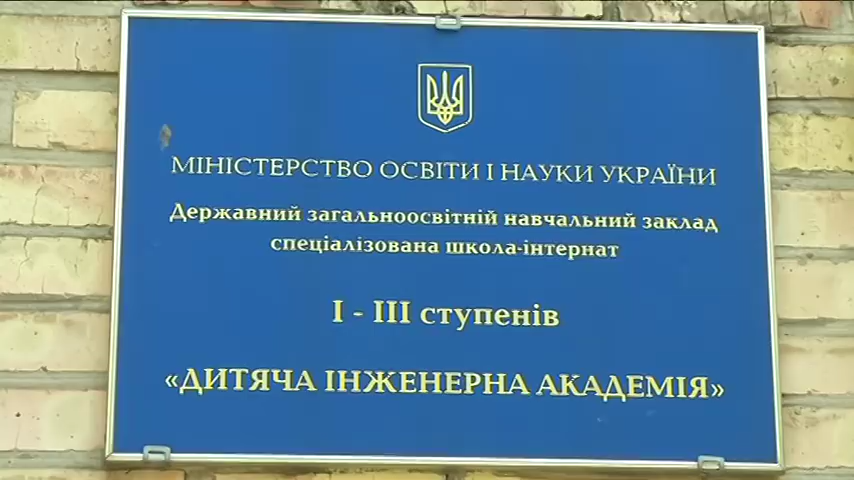 МІНІСТЕРСТВО ОСВІТИ І НАУКИ УКРАЇНИ
Державний загальноосвітній навчальний заклад
спеціалізована школа-інтернат
І - ІІІ ступенів
«ДИТЯЧА ІНЖЕНЕРНА АКАДЕМІЯ»